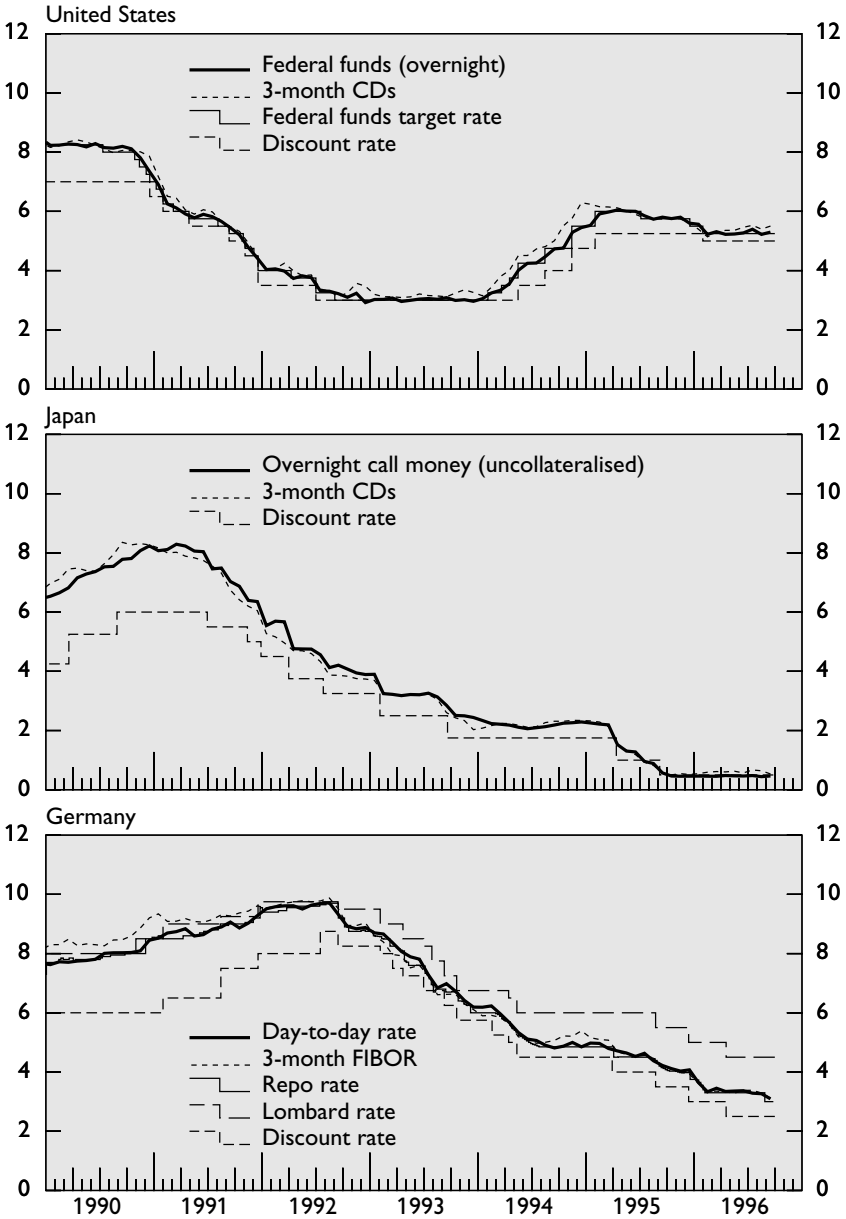 United States
12 12
10 10
8 8
6 6
4 4
2 2
0 0
Federal funds (overnight)
3-month CDs
Federal funds target rate
Discount rate
Japan
12 12
10 10
8 8
6 6
4 4
2 2
0 0
Overnight call money (uncollateralised)
3-month CDs
Discount rate
Germany
12 12
10 10
8 8
6 6
4 4
2 2
0 0
Day-to-day rate
3-month FIBOR
Repo rate
Lombard rate
Discount rate
1990 1991 1992 1993 1994 1995 1996